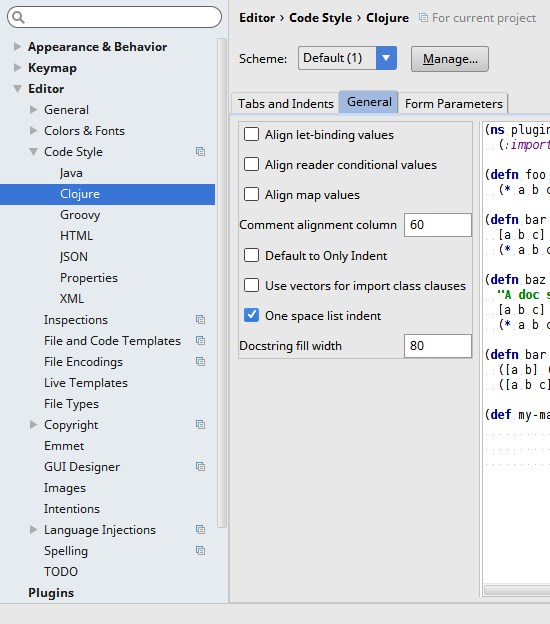 Appearance & Behavior
Keymap
Editor
General
Colors & Fonts
Code Style
Java
Clojure
Groovy
HTML
JSON
Properties
XML
Inspections
File and Code Templates
File Encodings
Live Templates
File Types
Copyright
Emmet
GUI Designer
Images
Intentions
Language Injections
Spelling
TODO
Plugins
Editor › Code Style › Clojure For current project
Scheme: Default (1) Manage...
Tabs and Indents General Form Parameters
Align let-binding values
Align reader conditional values
Align map values
Comment alignment column 60
Default to Only Indent
Use vectors for import class clauses
One space list indent
Docstring fill width 80
(ns plugin
(:import
(defn foo
(* a b c
(defn bar
[a b c]
(* a b c
(defn baz
"A doc s
[a b c]
(* a b c
(defn bar
([a b] (
([a b c]
(def my-ma